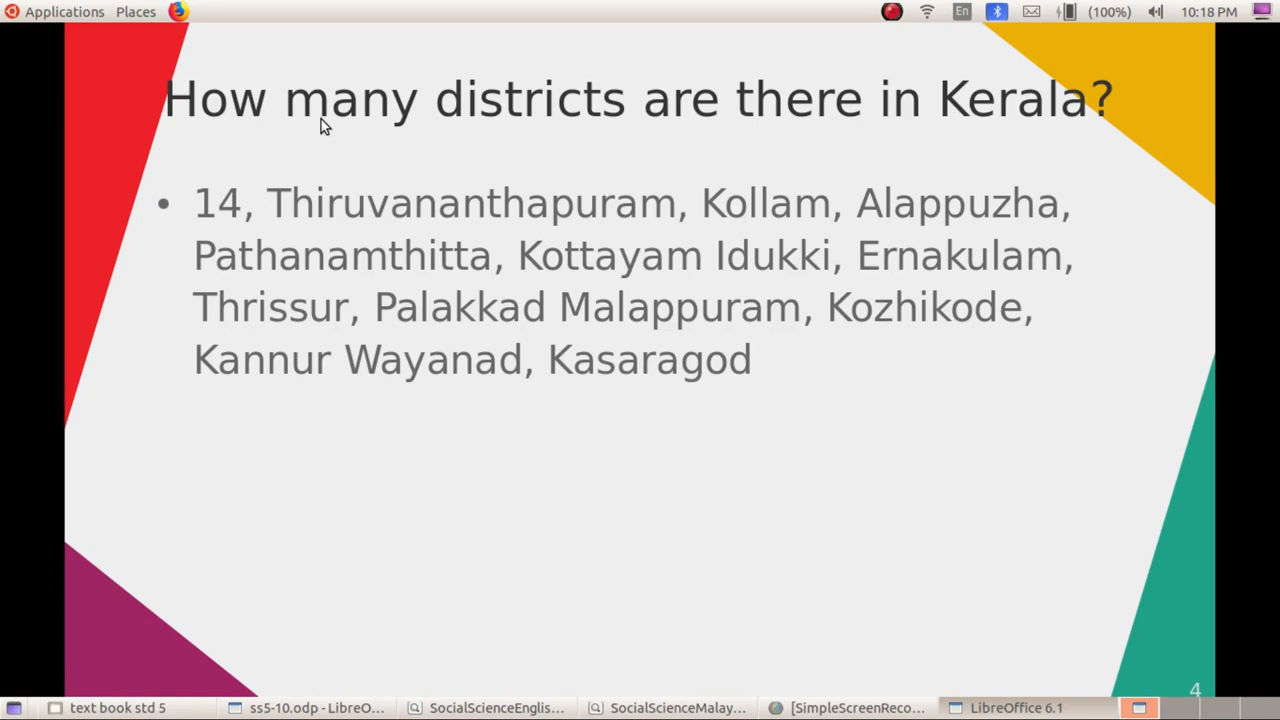 Applications Places En (100%) 10:18 PM
How many districts are there in Kerala?
• 14, Thiruvananthapuram, Kollam, Alappuzha,
Pathanamthitta, Kottayam Idukki, Ernakulam,
Thrissur, Palakkad Malappuram, Kozhikode,
Kannur Wayanad, Kasaragod
4
text book std 5 ss5-10.odp - LibreO... SocialScienceEnglis... SocialScienceMalay... [SimpleScreenReco... LibreOffice 6.1